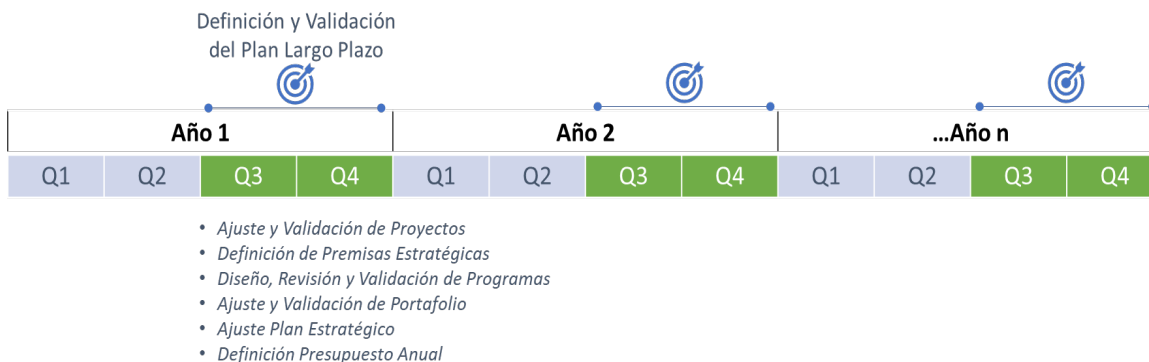 Definición y Validación
del Plan Largo Plazo
Año 1 Año 2 ...Año n
Q1 Q2 Q3 Q4 Q1 Q2 Q3 Q4 Q1 Q2 Q3 Q4
• Ajuste y Validación de Proyectos
• Definición de Premisas Estratégicas
• Diseño, Revisión y Validación de Programas
• Ajuste y Validación de Portafolio
• Ajuste Plan Estratégico
• Definición Presupuesto Anual